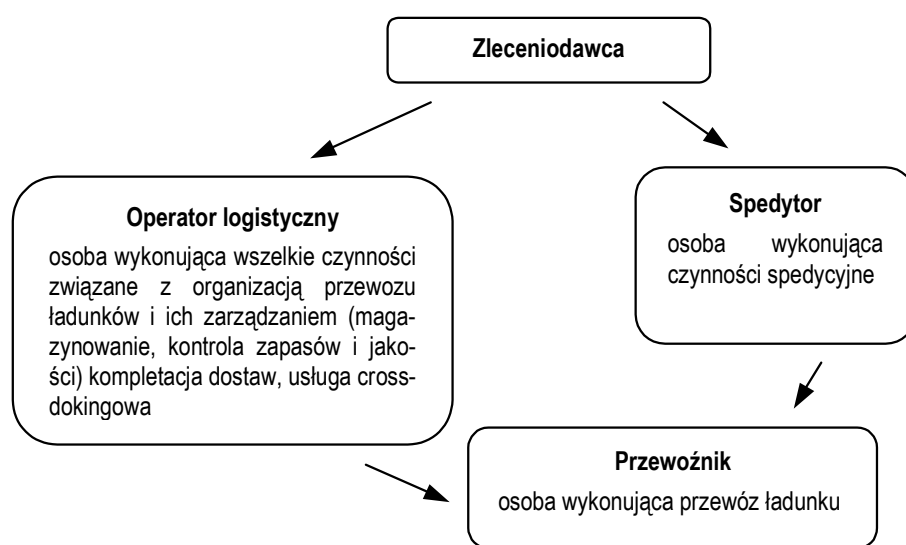 Zleceniodawca
Operator logistyczny
osoba wykonująca wszelkie czynności
związane z organizacją przewozu
ładunków i ich zarządzaniem (maga-
zynowanie, kontrola zapasów i jako-
ści) kompletacja dostaw, usługa cross-
dokingowa
Spedytor
osoba wykonująca
czynności spedycyjne
Przewoźnik
osoba wykonująca przewóz ładunku